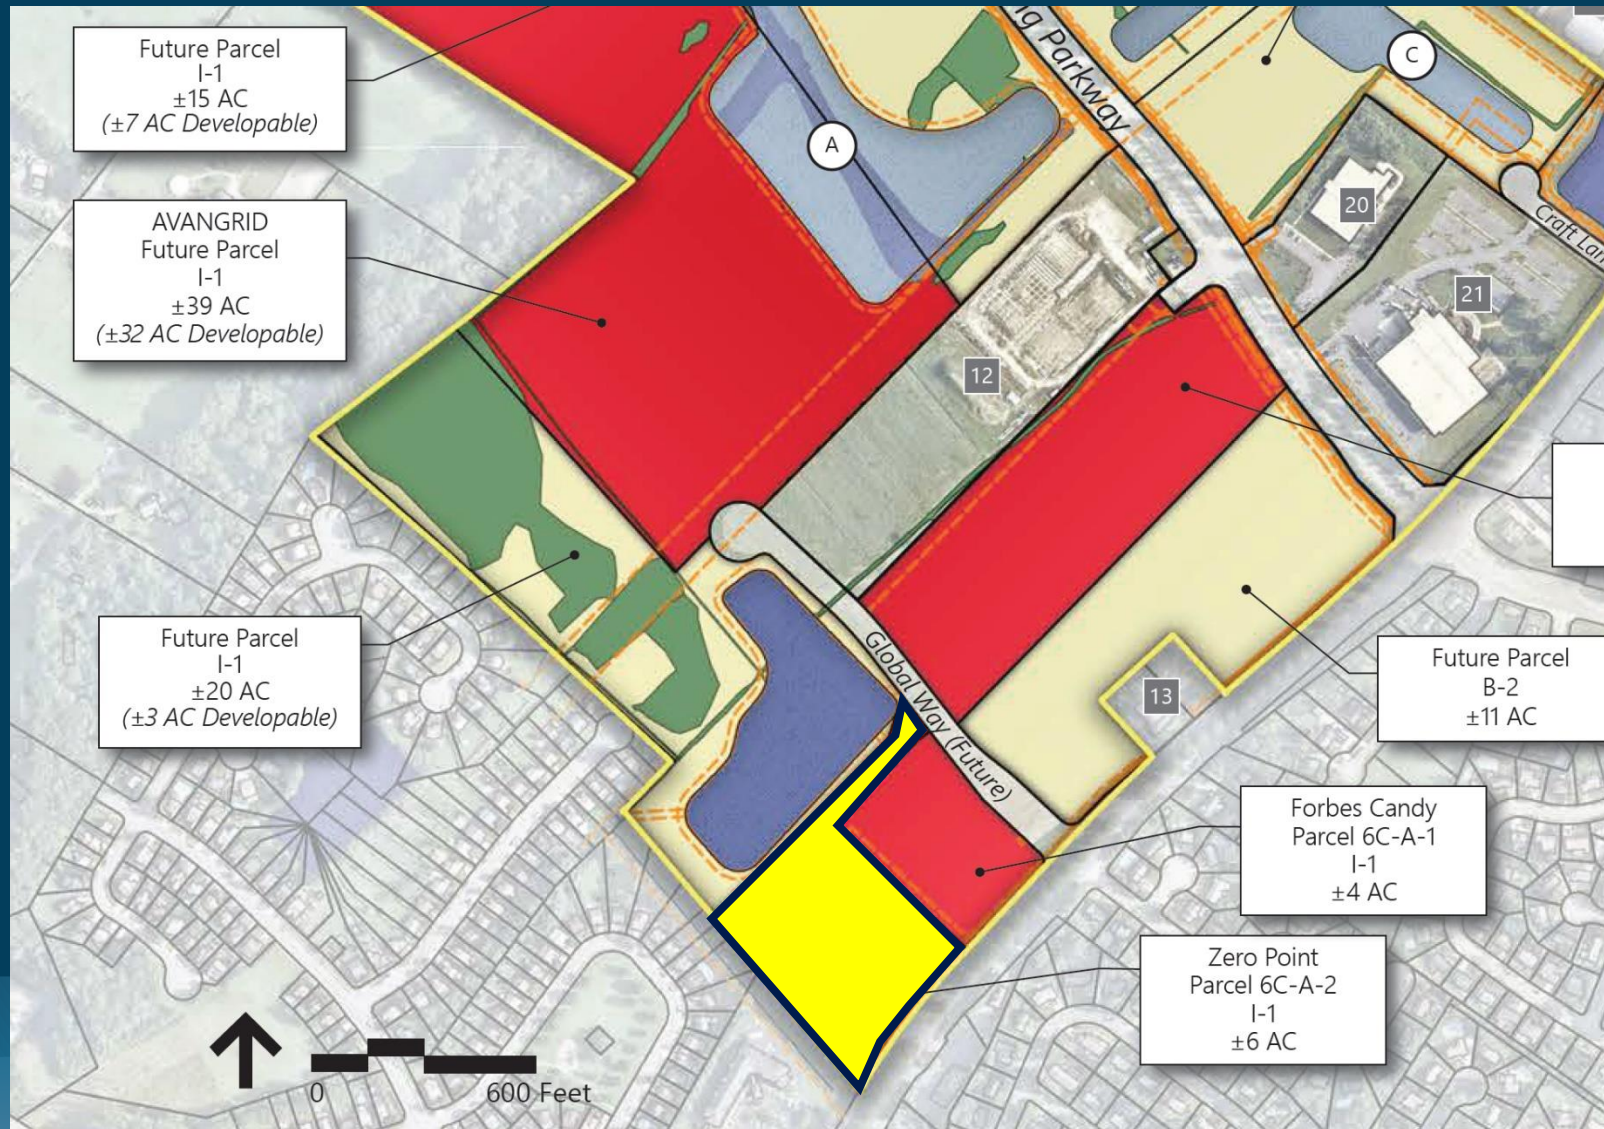 Future Parcel
I-1
±15 AC
(±7 AC Developable)
AVANGRID
Future Parcel
I-1
±39 AC
(±32 AC Developable)
Future Parcel
I-1
±20 AC
(±3 AC Developable)
Parkway
A
C
12
20
21
13
Craft
Global Way (Future)
Future Parcel
B-2
±11 AC
Forbes Candy
Parcel 6C-A-1
I-1
±4 AC
Zero Point
Parcel 6C-A-2
I-1
±6 AC
0
600 Feet